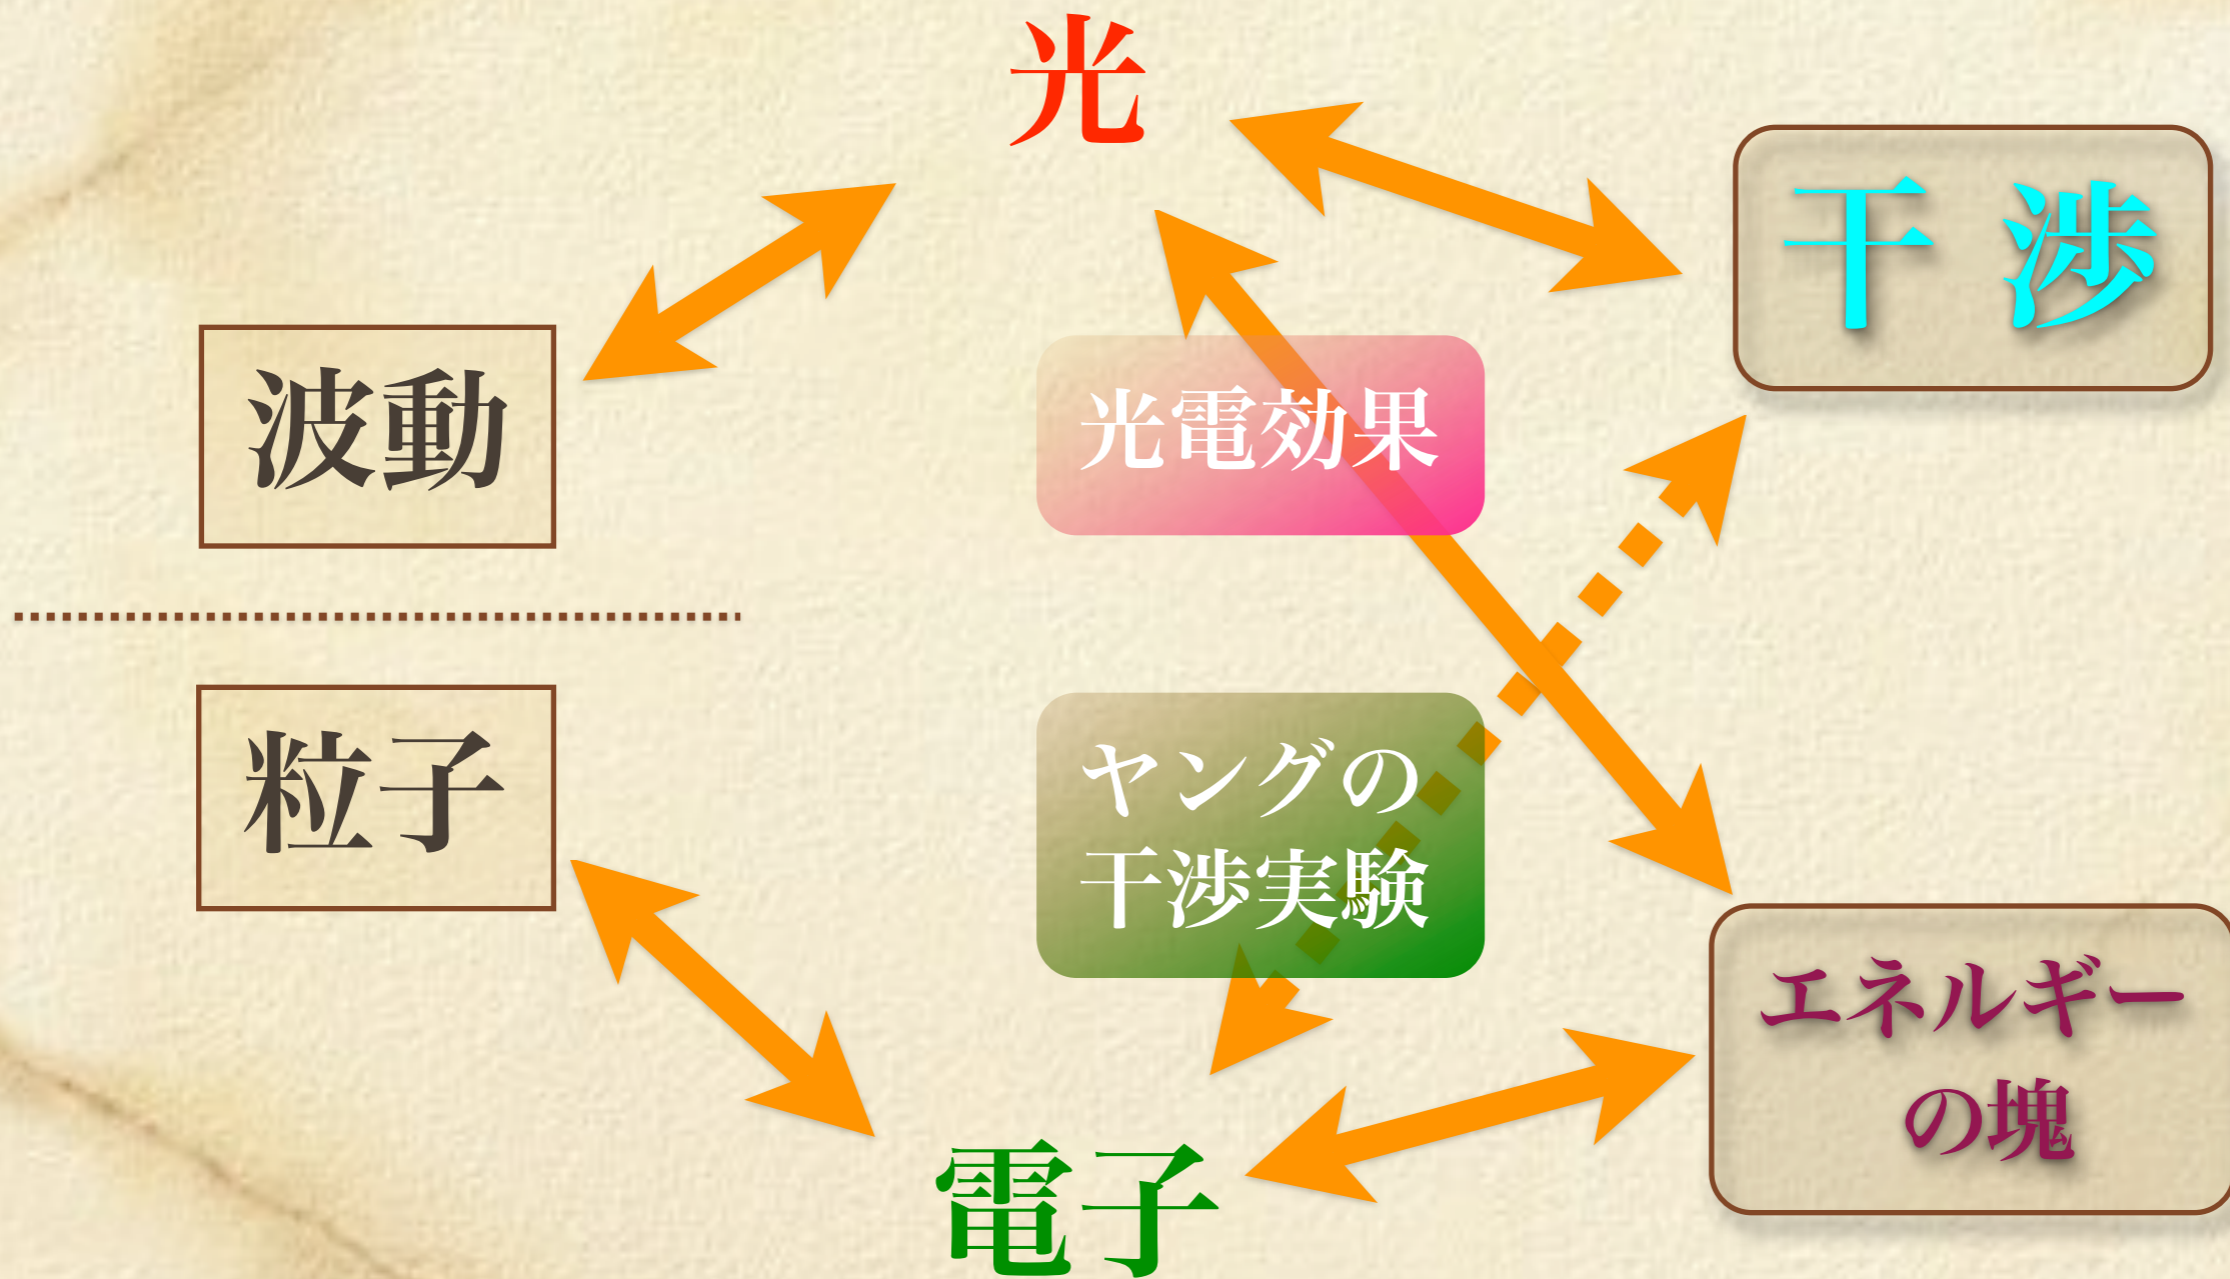 光
干 渉
波動
光電効果
粒子
ヤングの
干渉実験
エネルギー
の塊
電子